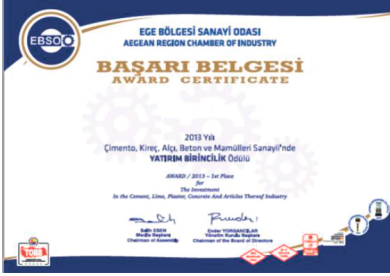 EBSO
EGE BÖLGESİ SANAYİ ODASI
AEGEAN REGION CHAMBER OF INDUSTRY
BAŞARI BELGESİ
AWARD CERTIFICATE
2013 Yılı
Çimento, Kireç, Alçı, Beton ve Mamülleri Sanayii'nde
YATIRIM BİRİNCİLİK Ödülü
AWARD / 2013 – 1st Place
for
The Investment
In the Cement, Lime, Plaster, Concrete And Articles Thereof Industry
Salih ESEN
Meclis Başkanı
Chairman of Assembly
Ender YORGANCILAR
Yönetim Kurulu Başkanı
Chairman of the Board of Directors
TOBB